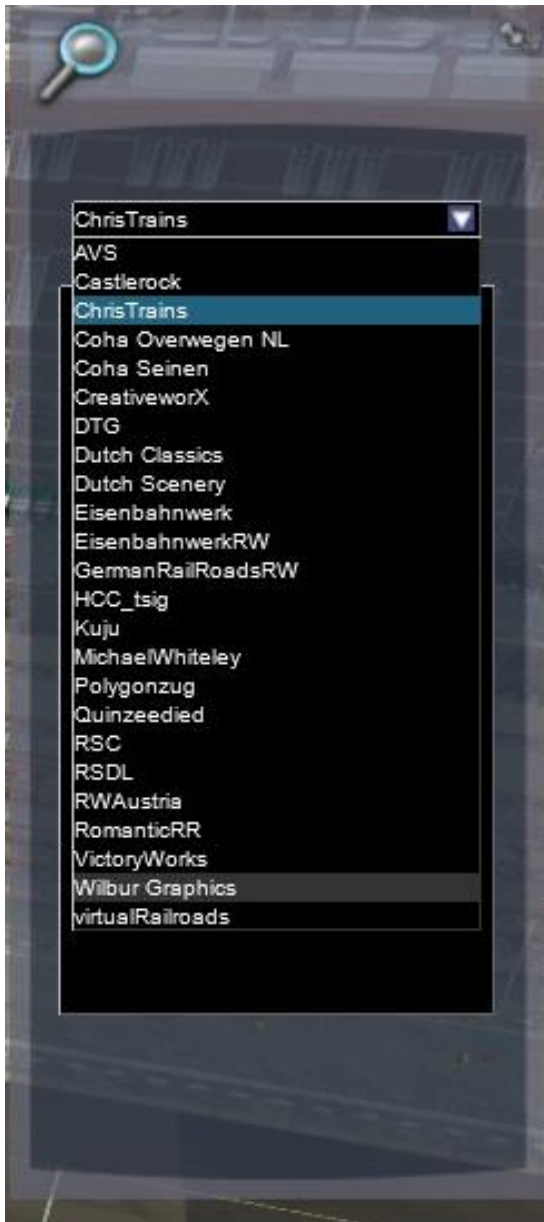 ChrisTrains
AVS
Castlerock
ChrisTrains
Coha Overwegen NL
Coha Seinen
CreativeworX
DTG
Dutch Classics
Dutch Scenery
Eisenbahnwerk
EisenbahnwerkRW
GermanRailRoadsRW
HCC_tsig
Kuju
MichaelWhiteley
Polygonzug
Quinzeedied
RSC
RSDL
RWAustria
RomanticRR
VictoryWorks
Wilbur Graphics
virtualRailroads